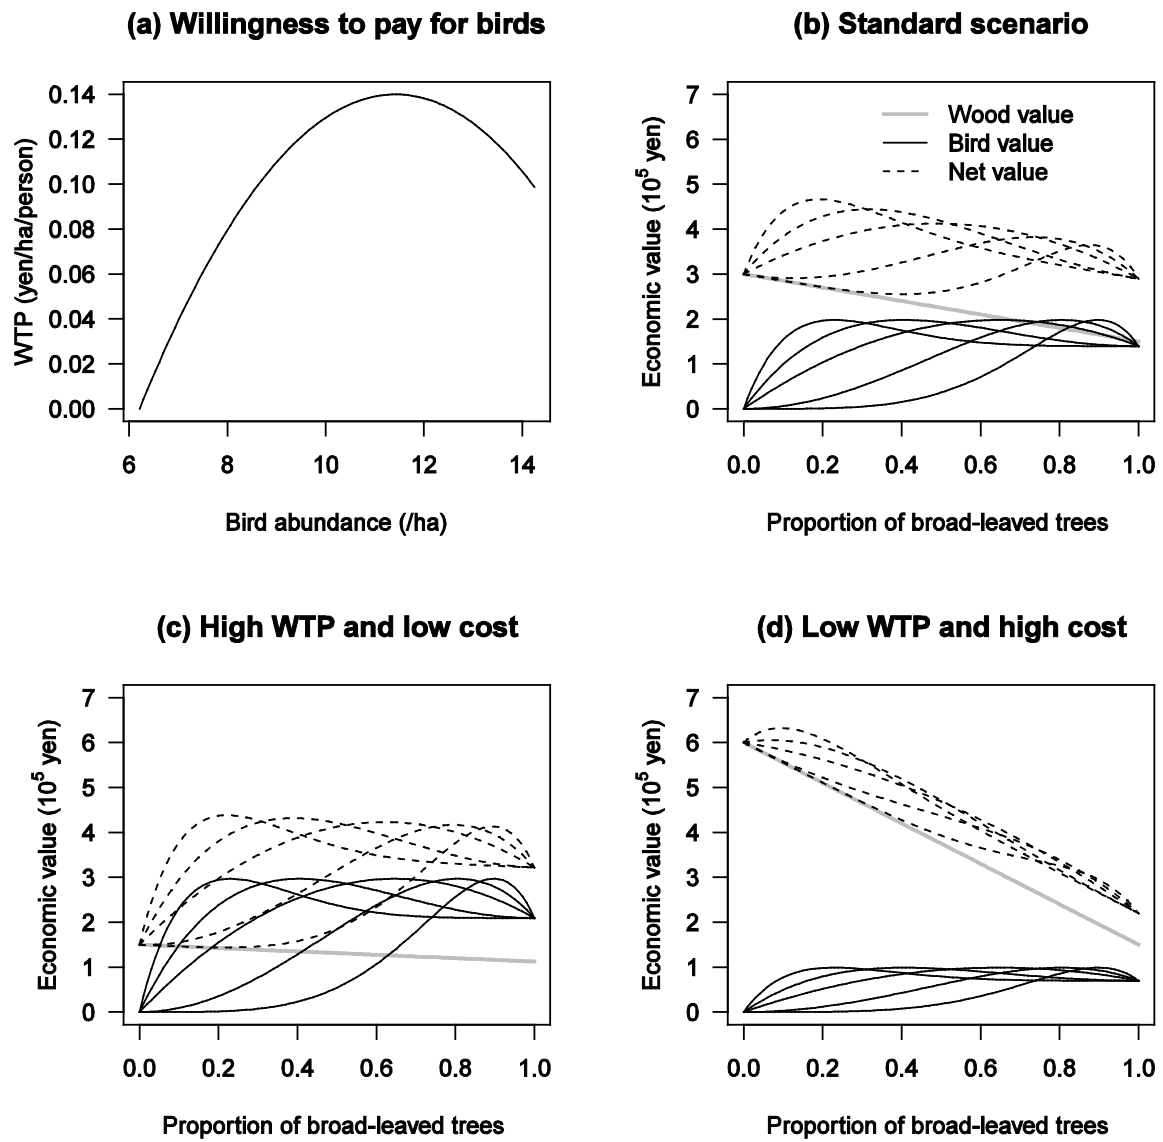 (a) Willingness to pay for birds
WTP (yen/ha/person)
0.14
0.12
0.10
0.08
0.06
0.04
0.02
0.00
6 8 10 12 14
Bird abundance (/ha)
(b) Standard scenario
Economic value (10⁵ yen)
7
6
5
4
3
2
1
0
Wood value
Bird value
Net value
0.0 0.2 0.4 0.6 0.8 1.0
Proportion of broad-leaved trees
(c) High WTP and low cost
Economic value (10⁵ yen)
7
6
5
4
3
2
1
0
0.0 0.2 0.4 0.6 0.8 1.0
Proportion of broad-leaved trees
(d) Low WTP and high cost
Economic value (10⁵ yen)
7
6
5
4
3
2
1
0
0.0 0.2 0.4 0.6 0.8 1.0
Proportion of broad-leaved trees